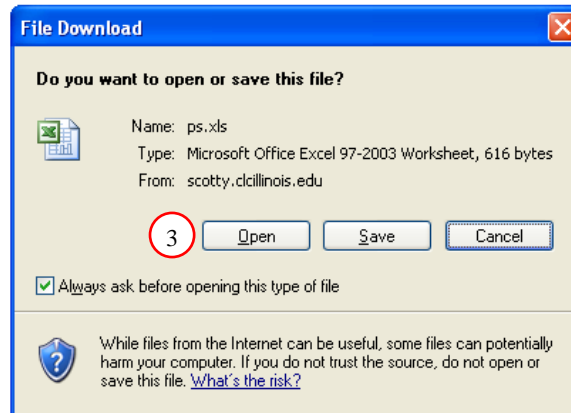 File Download
Do you want to open or save this file?
Name: ps.xls
Type: Microsoft Office Excel 97-2003 Worksheet, 616 bytes
From: scotty.clcillinois.edu
3 Open Save Cancel
Always ask before opening this type of file
While files from the Internet can be useful, some files can potentially
harm your computer. If you do not trust the source, do not open or
save this file. What's the risk?